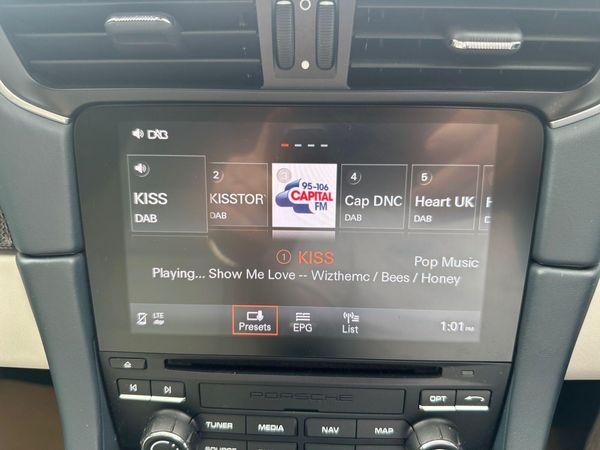 DAB
KISS
DAB
2
KISSTOR
DAB
3
95-106
CAPITAL
FM
4
Cap DNC
DAB
5
Heart UK
DAB
H
1 KISS
Pop Music
Playing... Show Me Love -- Wizthemc / Bees / Honey
LTE
Presets
EPG
List
1:01 PM
PORSCHE
OPT
TUNER
MEDIA
NAV
MAP
SOURCE